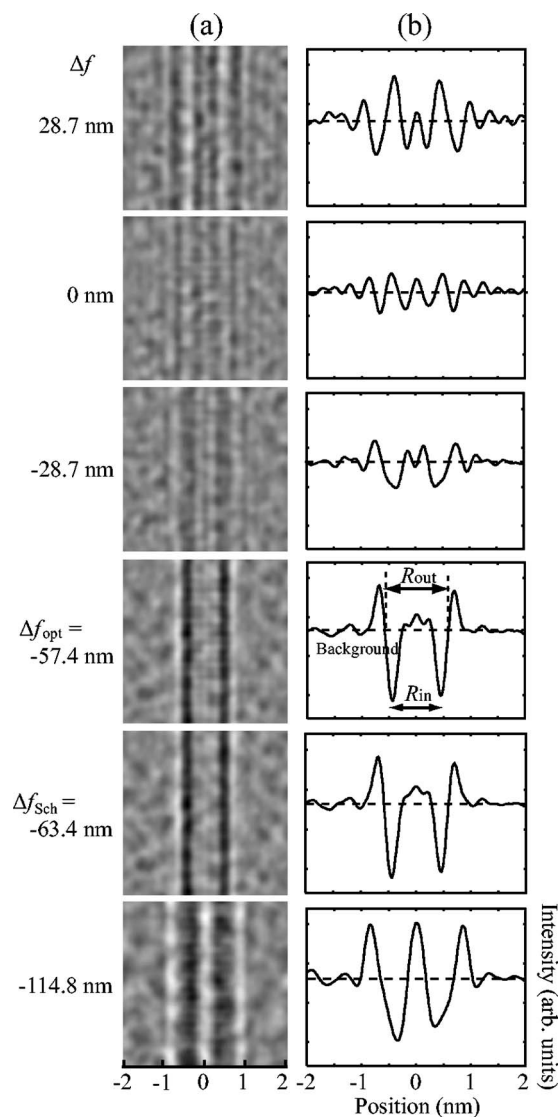 (a) (b)
Δf
28.7 nm
0 nm
-28.7 nm
Δfopt =
-57.4 nm
Rout
Background
Rin
ΔfSch =
-63.4 nm
-114.8 nm
Intensity (arb. units)
-2 -1 0 1 2 -2 -1 0 1 2
Position (nm)